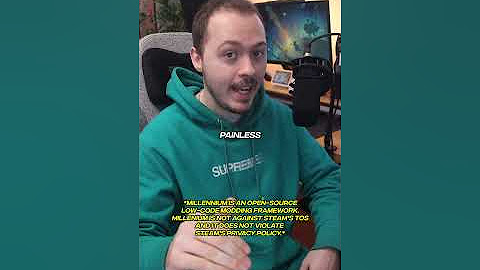 PAINLESS
SUPREME
*MILLENNIUM IS AN OPEN-SOURCE
LOW-CODE MODDING FRAMEWORK.
MILLENIUM IS NOT AGAINST STEAM'S TOS
AND IT DOES NOT VIOLATE
STEAM'S PRIVACY POLICY.*